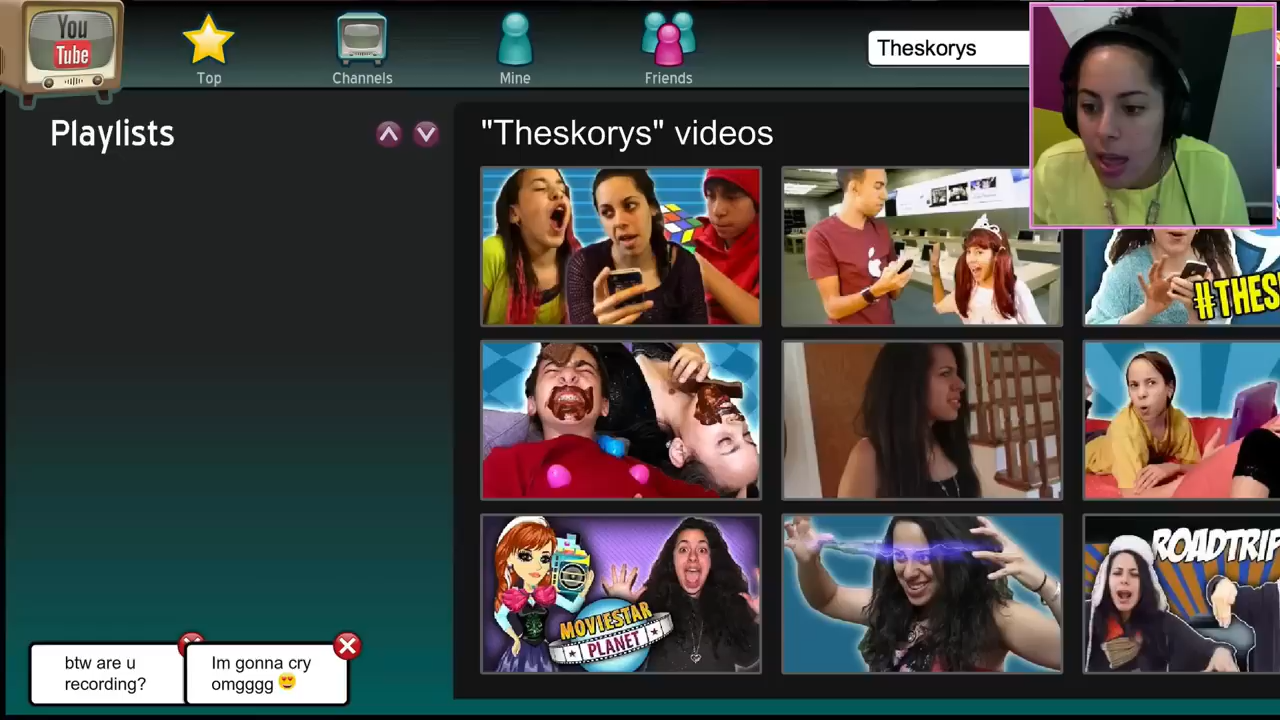 You
Tube
Top
Channels
Mine
Friends
Theskorys
Playlists
"Theskorys" videos
#THES
MOVIESTAR
PLANET
ROADTRIP
btw are u
recording?
Im gonna cry
omgggg 😍